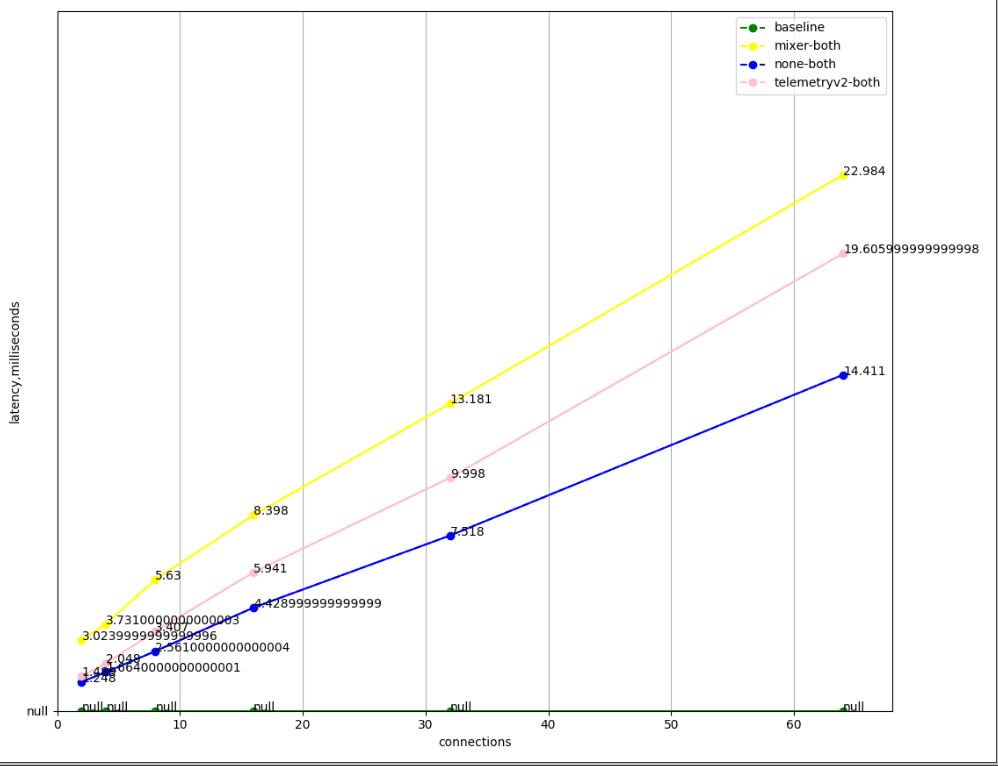 baseline
mixer-both
none-both
telemetryv2-both
22.984
19.605999999999998
14.411
13.181
9.998
7.518
8.398
5.941
4.428999999999999
5.63
3.407
2.5610000000000004
3.7310000000000003
3.0239999999999996
2.048
1.6640000000000001
1.248
null null null null null null
null
0 10 20 30 40 50 60
connections
latency,milliseconds